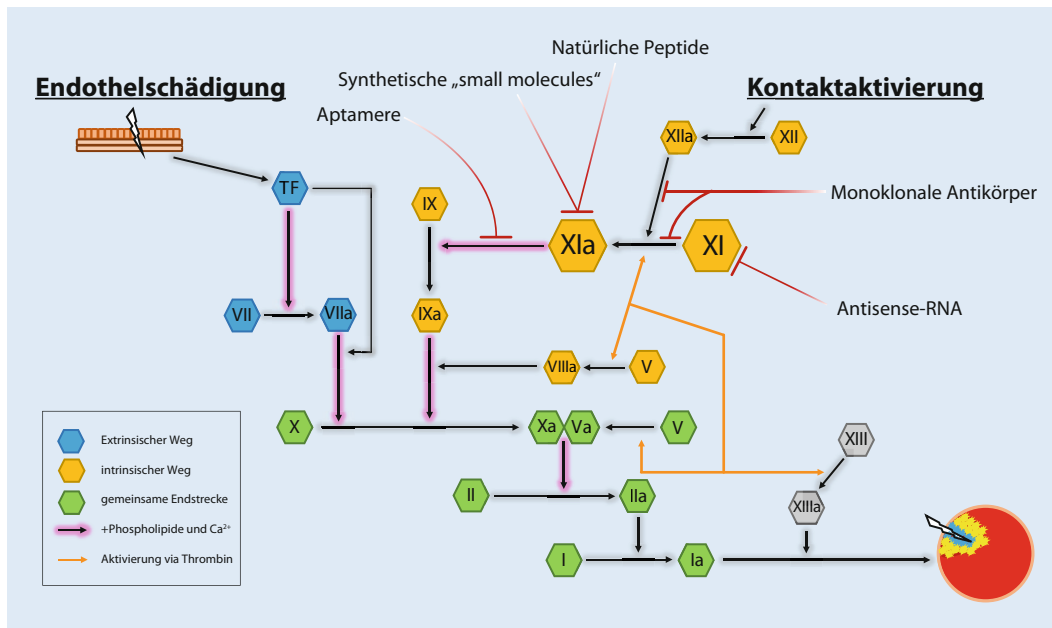 Natürliche Peptide
Synthetische „small molecules“
Endothelschädigung
Kontaktaktivierung
Aptamere
XIIa
XII
TF
Monoklonale Antikörper
IX
XIa
XI
Antisense-RNA
VII
VIIa
IXa
VIIIa
V
X
Xa
Va
V
XIII
Extrinsischer Weg
intrinsischer Weg
gemeinsame Endstrecke
+Phospholipide und Ca²⁺
Aktivierung via Thrombin
II
IIa
XIIIa
I
Ia